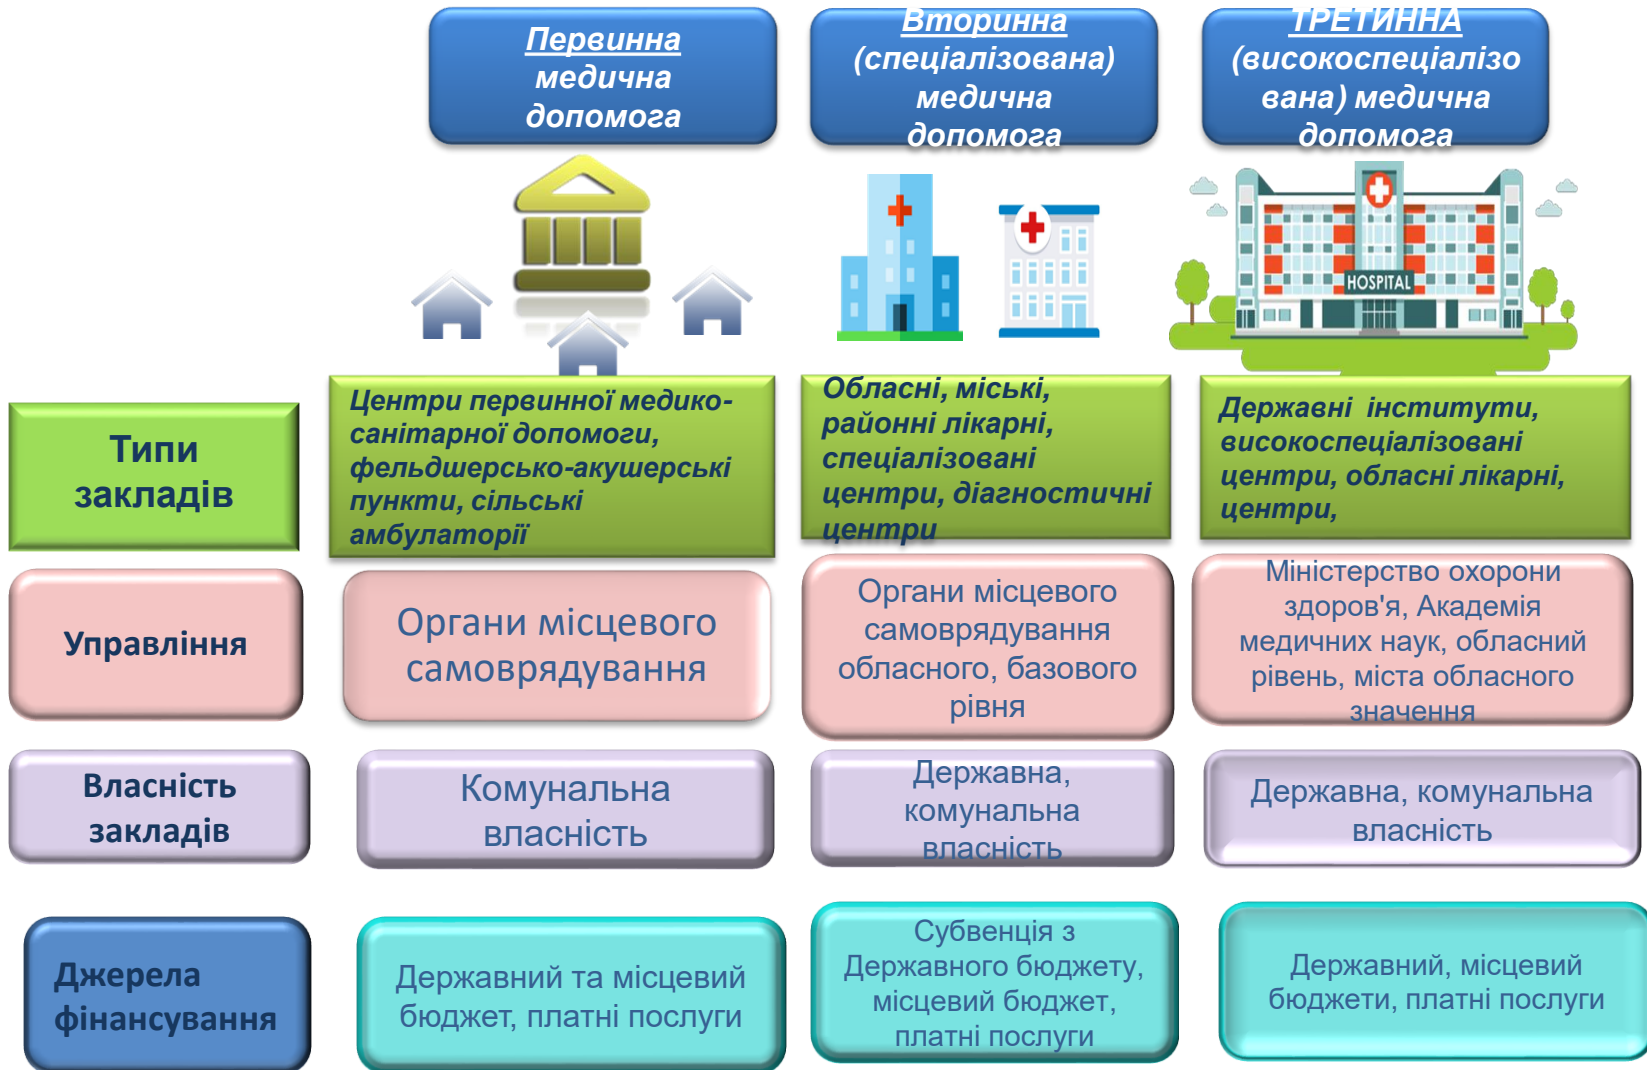 Первинна
медична
допомога
Вторинна
(спеціалізована)
медична
допомога
ТРЕТИННА
(високоспеціалізо
вана) медична
допомога
HOSPITAL
Типи
закладів
Центри первинної медико-
санітарної допомоги,
фельдшерсько-акушерські
пункти, сільські
амбулаторії
Обласні, міські,
районні лікарні,
спеціалізовані
центри, діагностичні
центри
Державні інститути,
високоспеціалізовані
центри, обласні лікарні,
центри,
Управління
Органи місцевого
самоврядування
Органи місцевого
самоврядування
обласного, базового
рівня
Міністерство охорони
здоров'я, Академія
медичних наук, обласний
рівень, міста обласного
значення
Власність
закладів
Комунальна
власність
Державна,
комунальна
власність
Державна, комунальна
власність
Джерела
фінансування
Державний та місцевий
бюджет, платні послуги
Субвенція з
Державного бюджету,
місцевий бюджет,
платні послуги
Державний, місцевий
бюджети, платні послуги